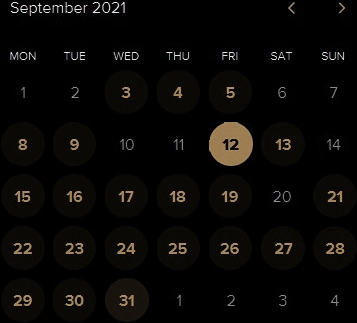 September 2021 < >
MON TUE WED THU FRI SAT SUN
1 2 3 4 5 6 7
8 9 10 11 12 13 14
15 16 17 18 19 20 21
22 23 24 25 26 27 28
29 30 31 1 2 3 4